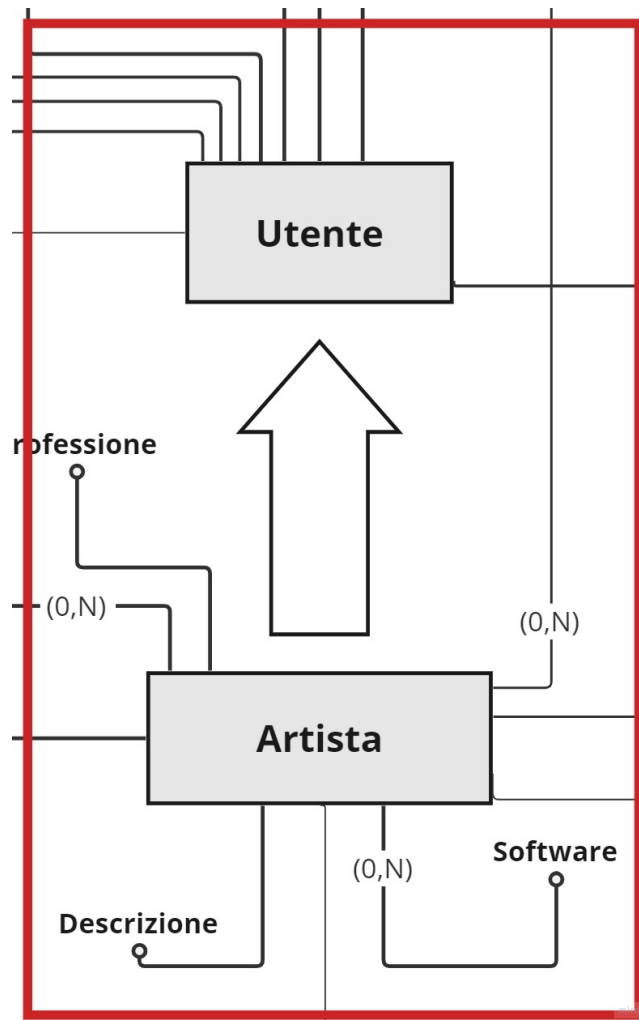 Utente
rofessione
(0,N)
(0,N)
Artista
Software
(0,N)
Descrizione